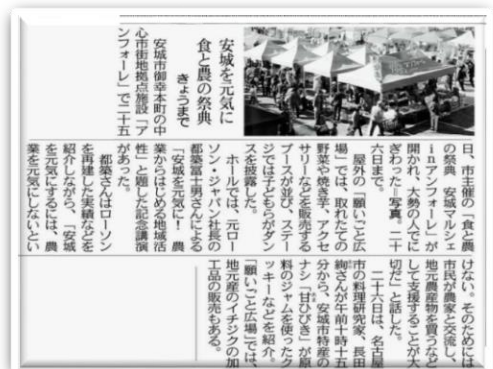 安城を元気に
食と農の祭典
きょうまで
安城市御幸本町の中
心市街地拠点施設「ア
ンフォーレ」で二十五
日、市主催の「食と農
の祭典 安城マルシェ
inアンフォーレ」が
開かれ、大勢の人でに
ぎわった＝写真。二十
六日まで。
屋外の「願いごと広
場」では、取れたての
野菜や焼き芋、アクセ
サリーなどを販売する
ブースが並び、ステー
ジでは子どもらがダン
スを披露した。
ホールでは、元ロー
ソン・ジャパン社長の
都築冨士男さんによる
「安城を元気に！ 農
業からはじめる地域活
性」と題した記念講演
があった。
都築さんはローソン
を再建した実績などを
紹介しながら、「安城
を元気にするには、農
業を元気にしないとい
けない。そのためには
市民が農家と交流し、
地元農産物を買うなど
して支援することが大
切だ」と話した。
二十六日は、名古屋
市の料理研究家、長田
絢さんが午前十時十五
分から、安城市特産の
ナシ「甘ひびき」が原
料のジャムを使ったク
ッキーなどを紹介。
「願いごと広場」では、
地元産のイチジクの加
工品の販売もある。